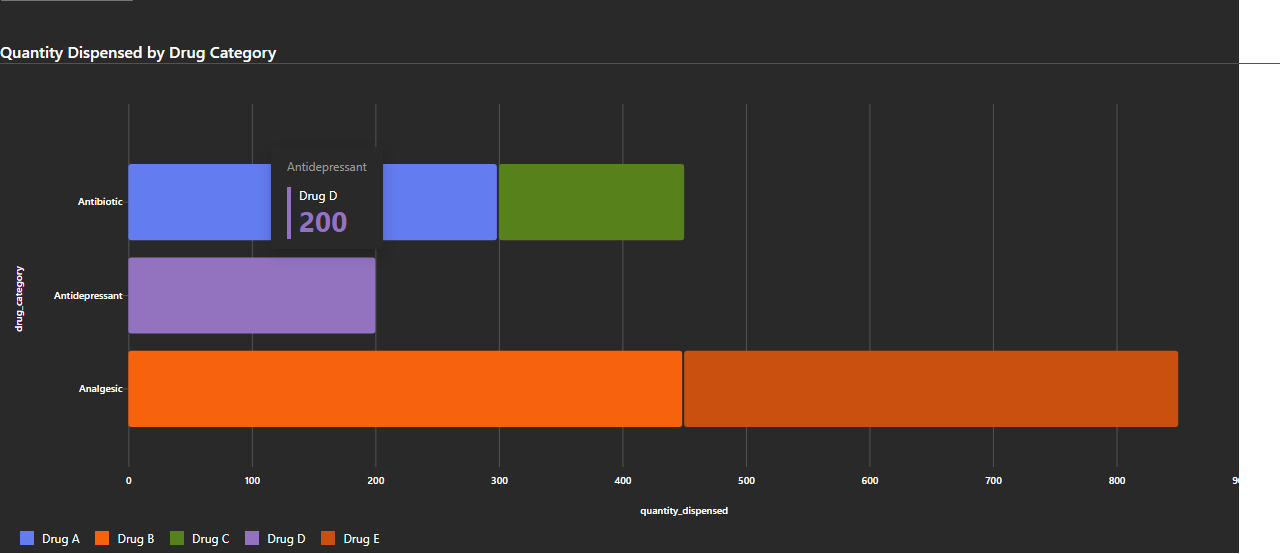 Quantity Dispensed by Drug Category
Antidepressant
Drug D
200
Antibiotic
Antidepressant
Analgesic
drug_category
0 100 200 300 400 500 600 700 800
quantity_dispensed
Drug A Drug B Drug C Drug D Drug E